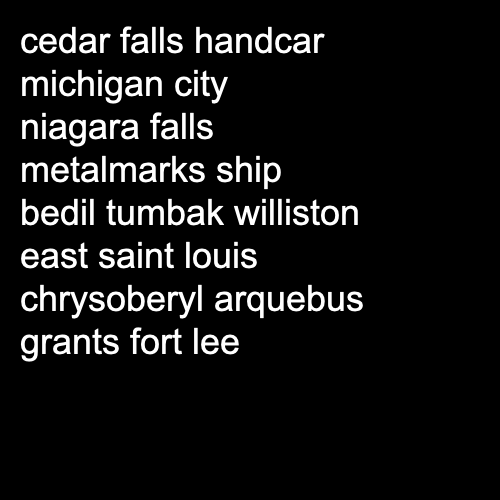 cedar falls handcar
michigan city
niagara falls
metalmarks ship
bedil tumbak williston
east saint louis
chrysoberyl arquebus
grants fort lee